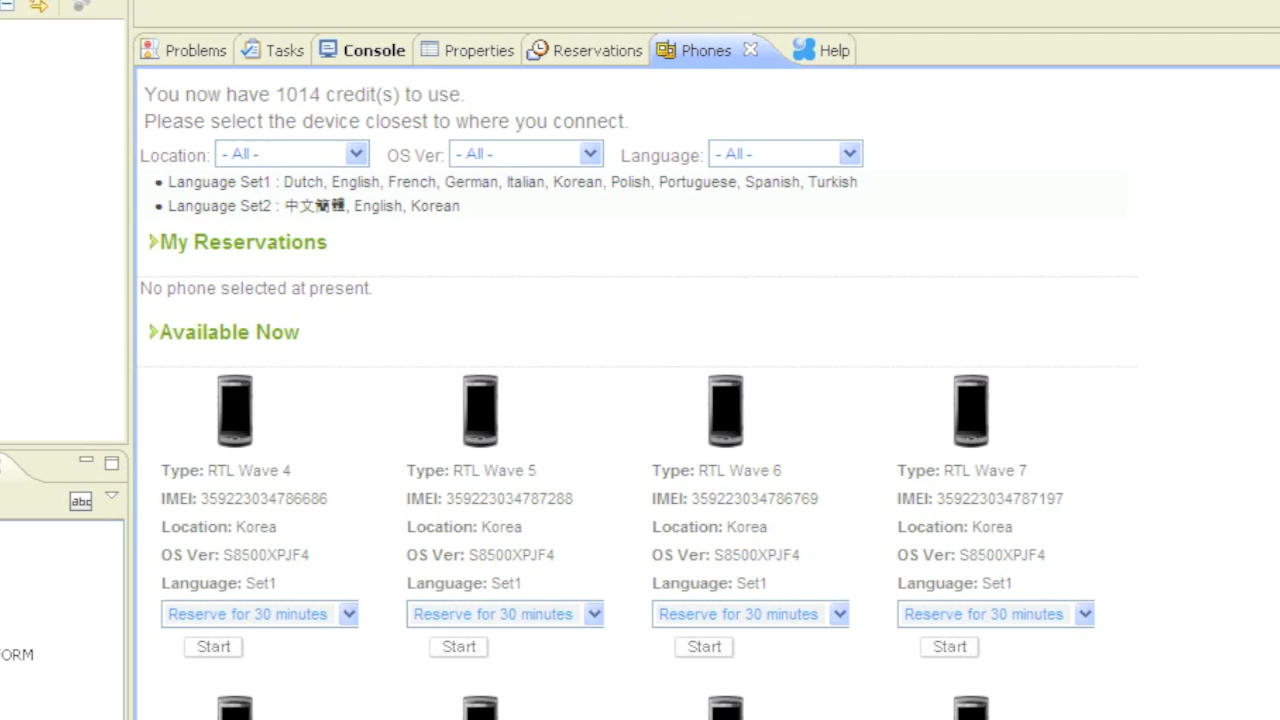 Problems Tasks Console Properties Reservations Phones Help
You now have 1014 credit(s) to use.
Please select the device closest to where you connect.
Location: - All - OS Ver: - All - Language: - All -
• Language Set1 : Dutch, English, French, German, Italian, Korean, Polish, Portuguese, Spanish, Turkish
• Language Set2 : 中文簡體, English, Korean
My Reservations
No phone selected at present.
Available Now
Type: RTL Wave 4 Type: RTL Wave 5 Type: RTL Wave 6 Type: RTL Wave 7
IMEI: 359223034786686 IMEI: 359223034787288 IMEI: 359223034786769 IMEI: 359223034787197
Location: Korea Location: Korea Location: Korea Location: Korea
OS Ver: S8500XPJF4 OS Ver: S8500XPJF4 OS Ver: S8500XPJF4 OS Ver: S8500XPJF4
Language: Set1 Language: Set1 Language: Set1 Language: Set1
Reserve for 30 minutes Reserve for 30 minutes Reserve for 30 minutes Reserve for 30 minutes
Start Start Start Start
abc
FORM